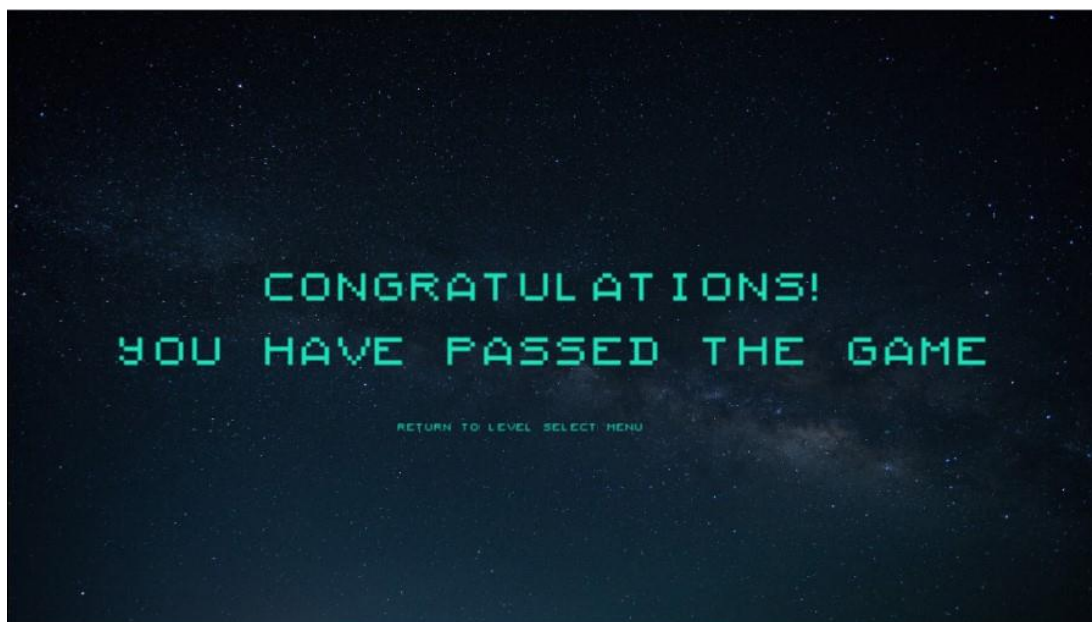 CONGRATULATIONS!
YOU HAVE PASSED THE GAME
RETURN TO LEVEL SELECT MENU